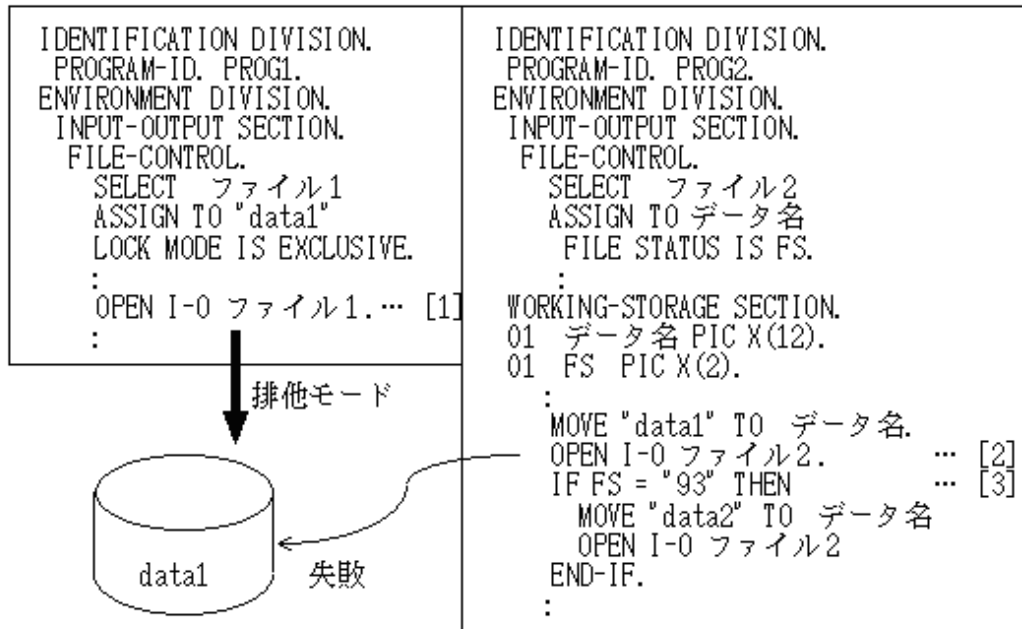 IDENTIFICATION DIVISION.
PROGRAM-ID. PROG1.
ENVIRONMENT DIVISION.
INPUT-OUTPUT SECTION.
FILE-CONTROL.
SELECT ファイル1
ASSIGN TO "data1"
LOCK MODE IS EXCLUSIVE.
:
OPEN I-O ファイル1.… [1]
:
排他モード
data1
失敗
IDENTIFICATION DIVISION.
PROGRAM-ID. PROG2.
ENVIRONMENT DIVISION.
INPUT-OUTPUT SECTION.
FILE-CONTROL.
SELECT ファイル2
ASSIGN TO データ名
FILE STATUS IS FS.
:
WORKING-STORAGE SECTION.
01 データ名 PIC X(12).
01 FS PIC X(2).
:
MOVE "data1" TO データ名.
OPEN I-O ファイル2. … [2]
IF FS = "93" THEN … [3]
MOVE "data2" TO データ名
OPEN I-O ファイル2
END-IF.
: